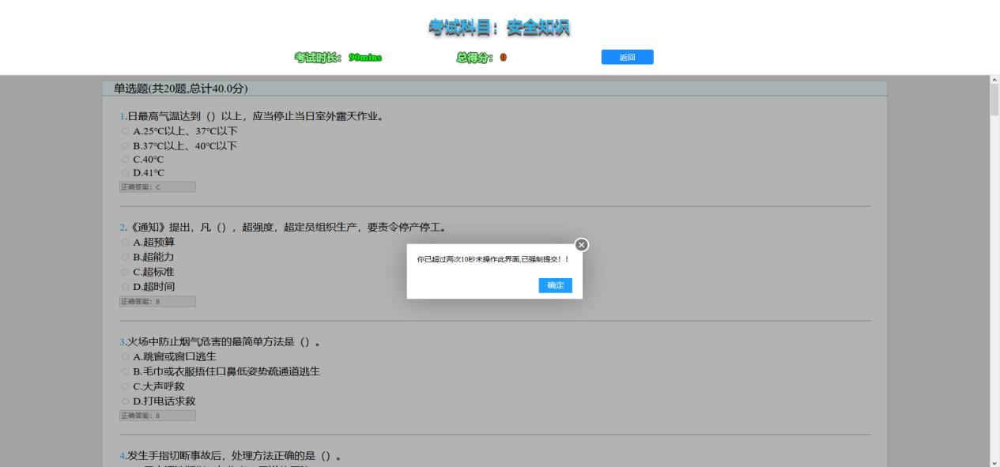 考试科目：安全知识
考试时长：90mins 总得分：0 返回
单选题(共20题,总计40.0分)
1.日最高气温达到（）以上，应当停止当日室外露天作业。
A.25℃以上、37℃以下
B.37℃以上、40℃以下
C.40℃
D.41℃
正确答案：C
2.《通知》提出，凡（），超强度，超定员组织生产，要责令停产停工。
A.超预算
B.超能力
C.超标准
D.超时间
正确答案：B
你已超过两次10秒未操作此界面,已强制提交！！
确定
3.火场中防止烟气危害的最简单方法是（）。
A.跳窗或窗口逃生
B.毛巾或衣服捂住口鼻低姿势疏通道逃生
C.大声呼救
D.打电话求救
正确答案：B
4.发生手指切断事故后，处理方法正确的是（）。